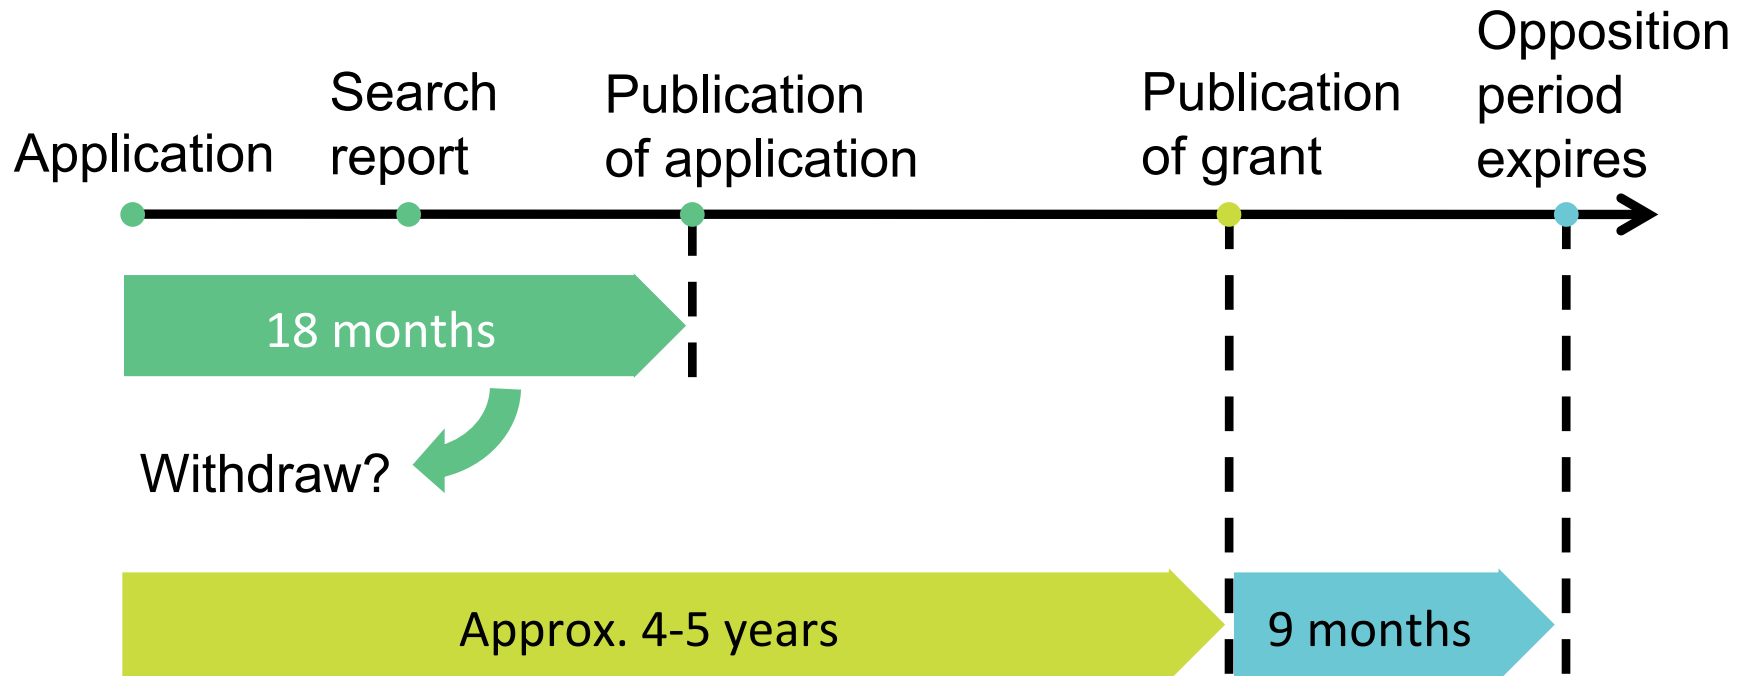 Application
Search
report
Publication
of application
Publication
of grant
Opposition
period
expires
18 months
Withdraw?
Approx. 4-5 years
9 months